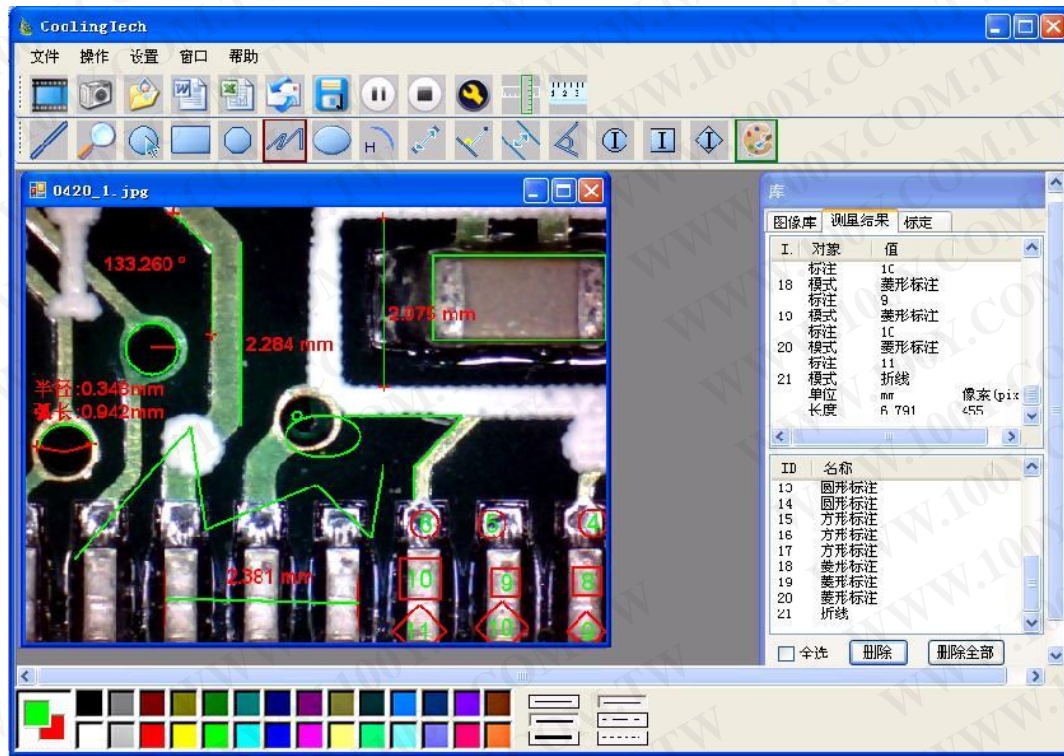 CoolingTech
文件 操作 设置 窗口 帮助
0420_1.jpg
133.260 °
2.284 mm
2.075 mm
半径:0.348mm
弧长:0.942mm
2.381 mm
6 5 4
10 9 8
11 10 9
库
图像库 测量结果 标定
I. 对象 值
标注 10
18 模式 菱形标注
标注 9
19 模式 菱形标注
标注 10
20 模式 菱形标注
标注 11
21 模式 折线
单位 mm 像素(pix
长度 6.791 455
ID 名称
13 圆形标注
14 圆形标注
15 方形标注
16 方形标注
17 方形标注
18 菱形标注
19 菱形标注
20 菱形标注
21 折线
全选 删除 删除全部
WWW.100Y.COM.TW